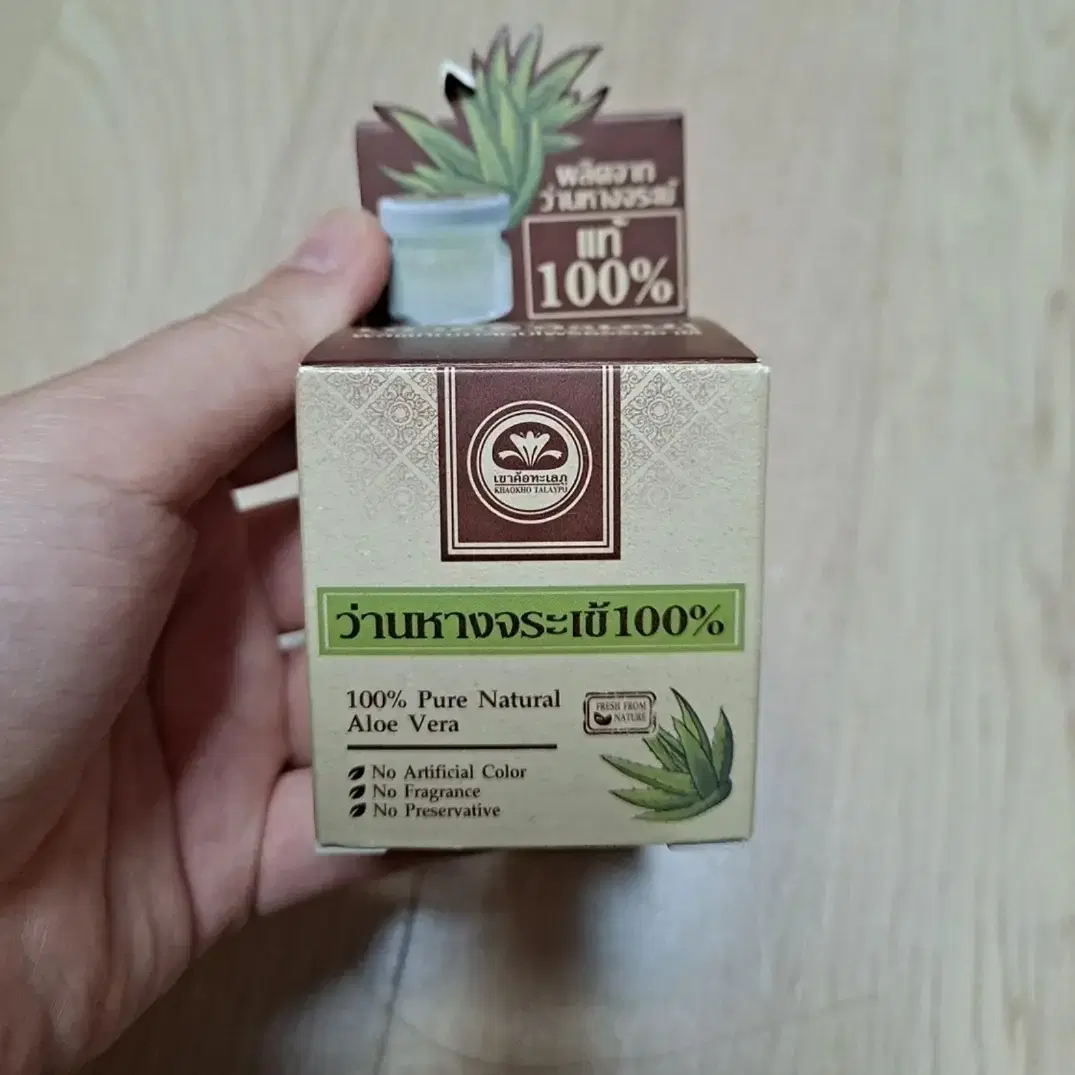 ผลิตจาก
ว่านหางจระเข้
แท้
100%
เขาค้อทะเลภู
KHAOKHO TALAYPU
ว่านหางจระเข้100%
100% Pure Natural
Aloe Vera
FRESH FROM
NATURE
No Artificial Color
No Fragrance
No Preservative